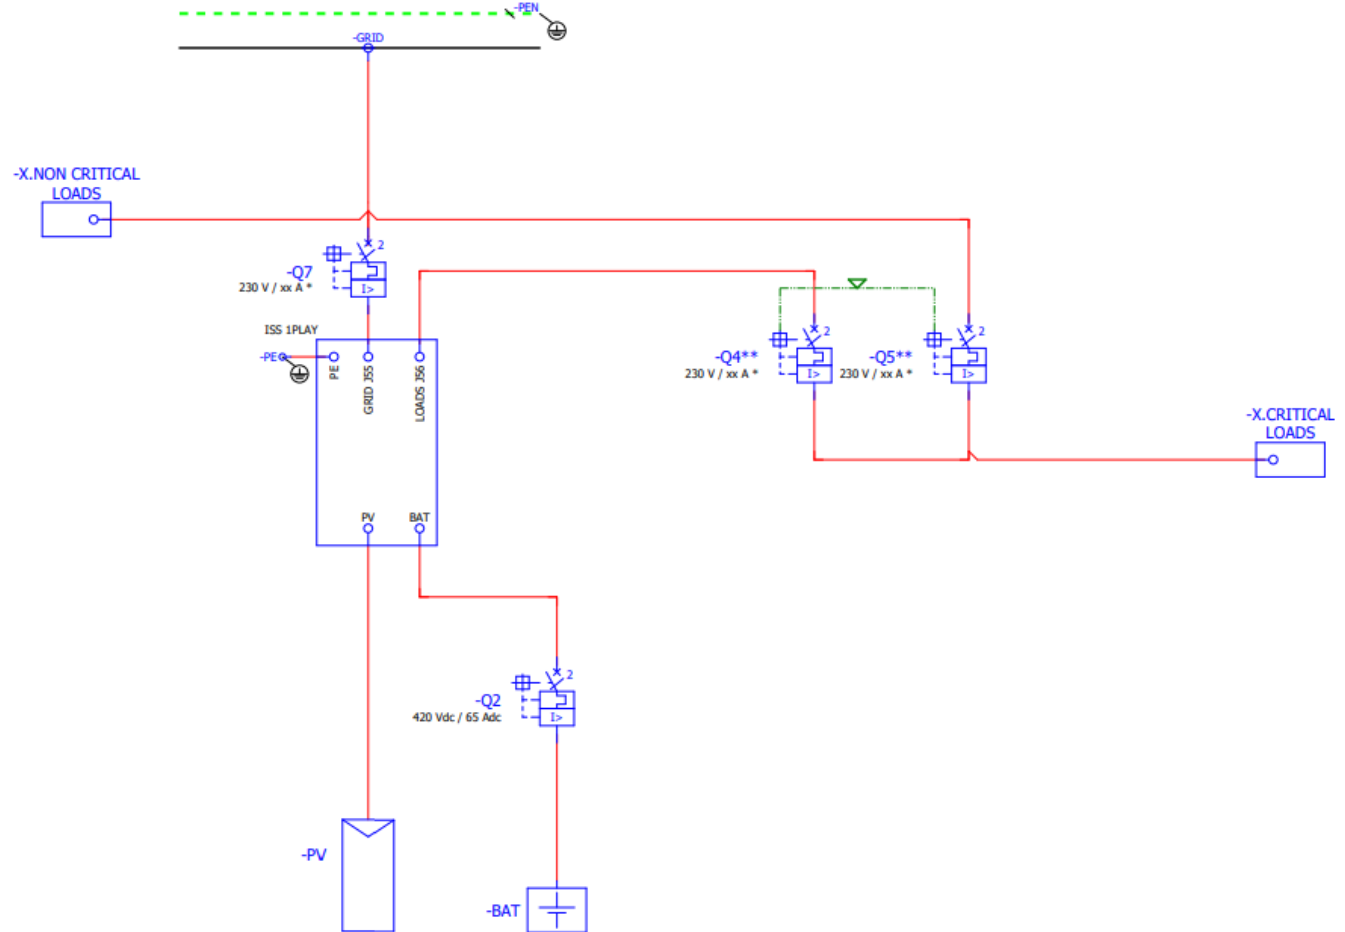 -PEN
-GRID
-X.NON CRITICAL
LOADS
2
-Q7
230 V / xx A *
I>
ISS 1PLAY
-PE
PE
GRID J55
LOADS J56
2
-Q4**
230 V / xx A *
I>
2
-Q5**
230 V / xx A *
I>
-X.CRITICAL
LOADS
PV
BAT
2
-Q2
420 Vdc / 65 Adc
I>
-PV
-BAT